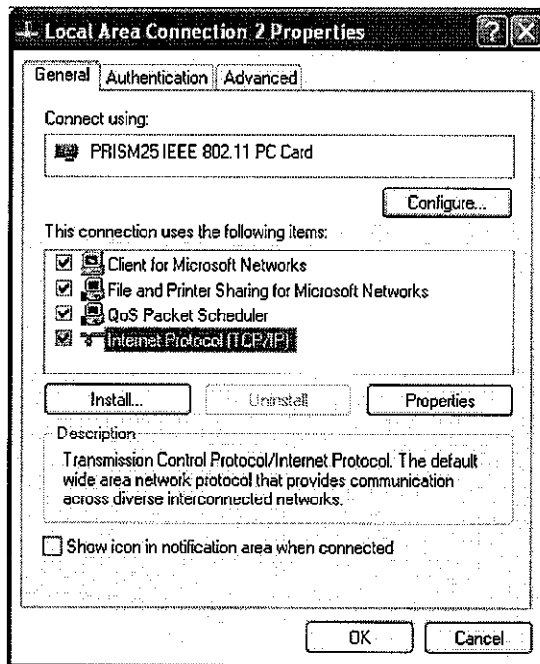 Local Area Connection 2 Properties
General Authentication Advanced
Connect using:
PRISM25 IEEE 802.11 PC Card
Configure...
This connection uses the following items:
Client for Microsoft Networks
File and Printer Sharing for Microsoft Networks
QoS Packet Scheduler
Internet Protocol (TCP/IP)
Install... Uninstall Properties
Description
Transmission Control Protocol/Internet Protocol. The default
wide area network protocol that provides communication
across diverse interconnected networks.
Show icon in notification area when connected
OK Cancel